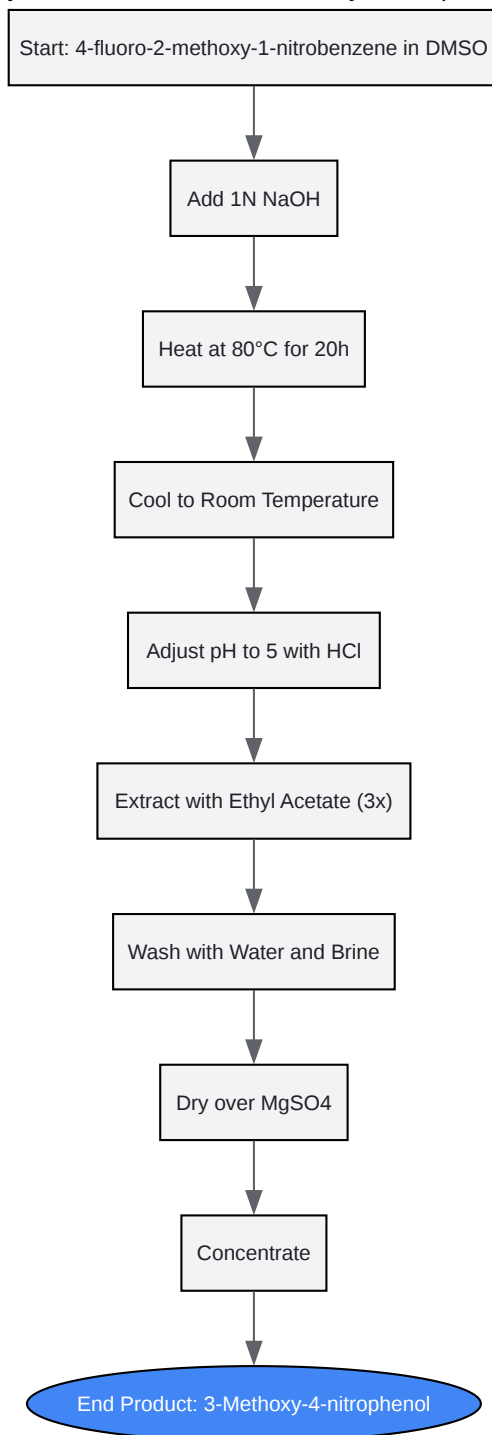 Start: 4-fluoro-2-methoxy-1-nitrobenzene in DMSO
Add 1N NaOH
Heat at 80°C for 20h
Cool to Room Temperature
Adjust pH to 5 with HCl
Extract with Ethyl Acetate (3x)
Wash with Water and Brine
Dry over MgSO4
Concentrate
End Product: 3-Methoxy-4-nitrophenol